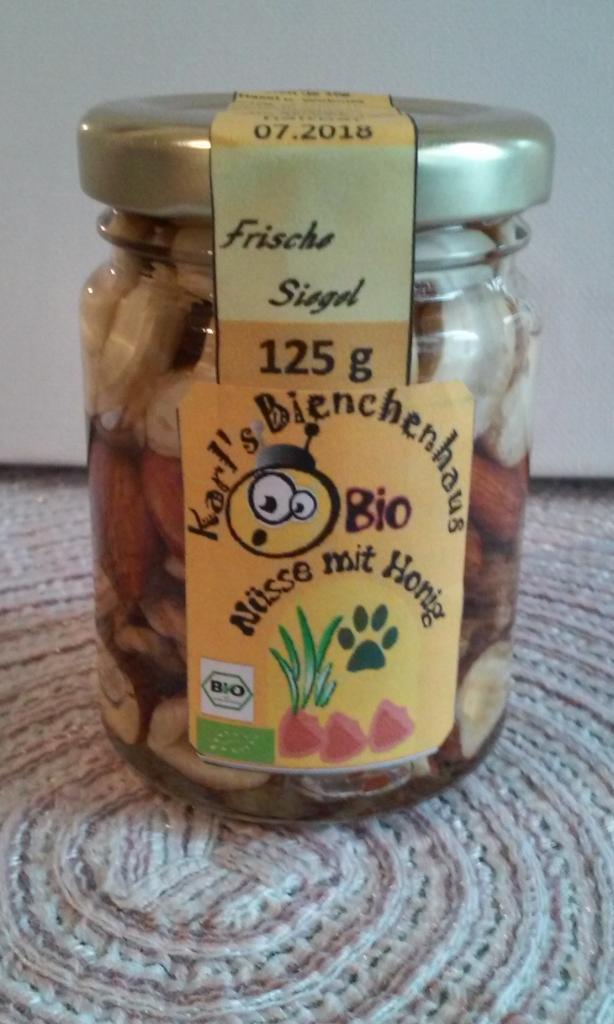 07.2018
Frische
Siegel
125 g
Karl's Bienchenhaus
Bio
Nüsse mit Honig
BIO